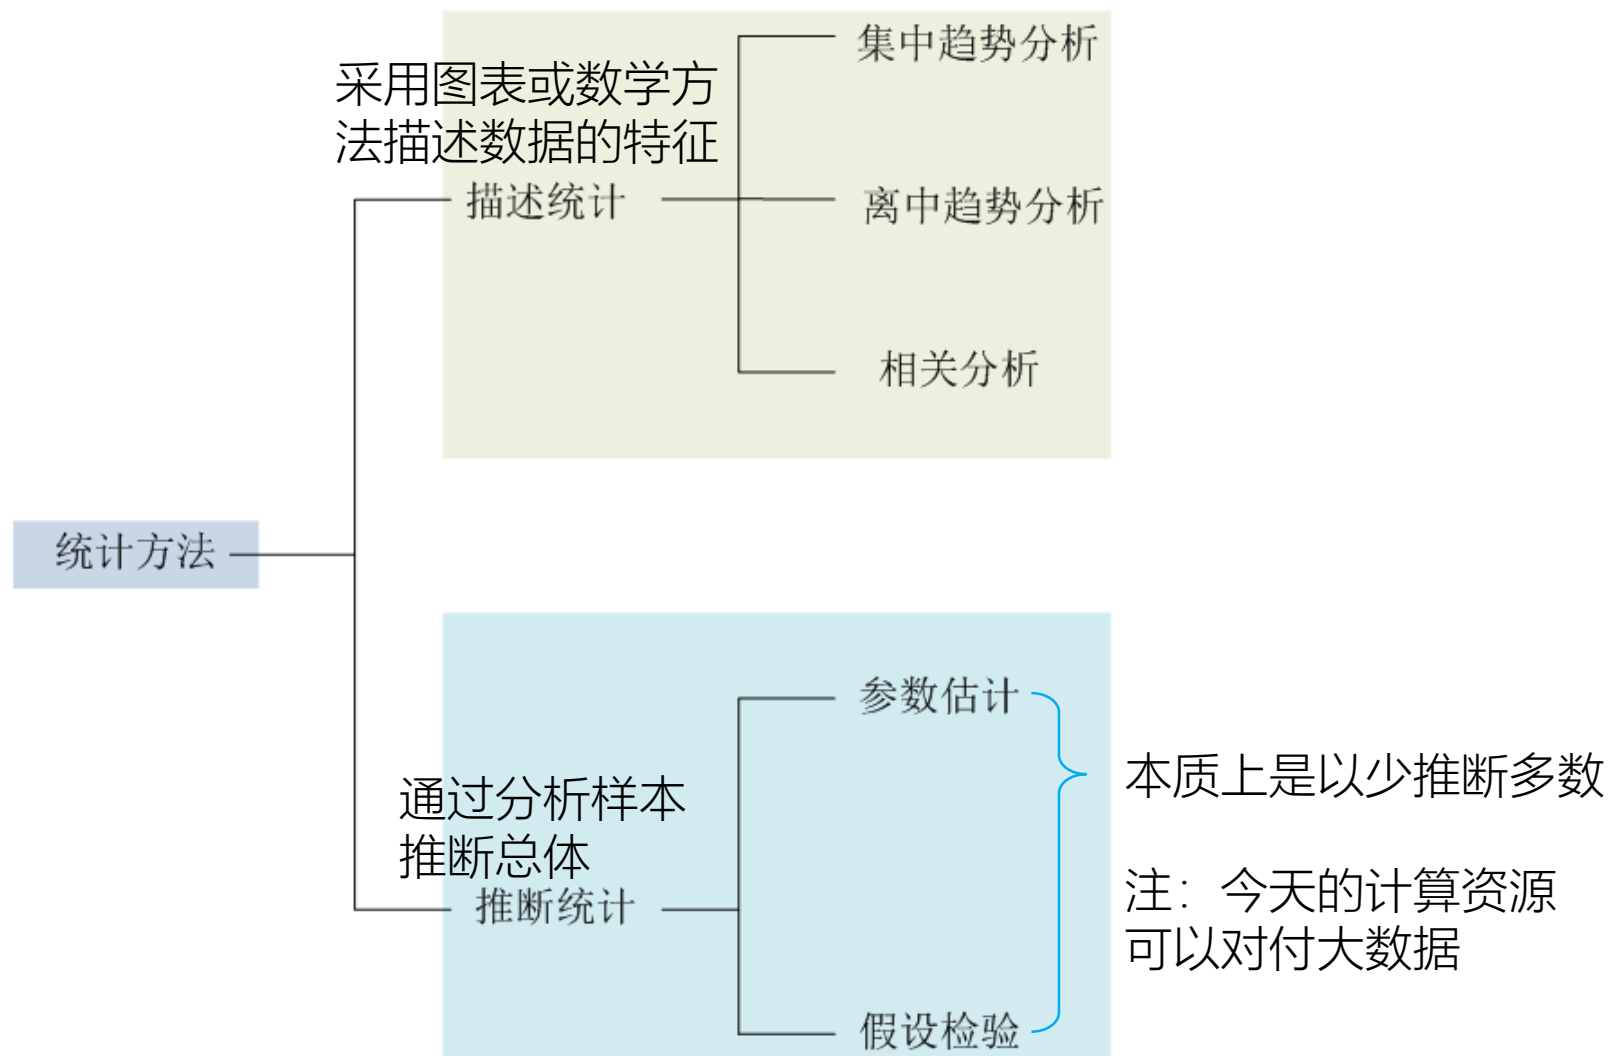 集中趋势分析
采用图表或数学方
法描述数据的特征
描述统计
离中趋势分析
相关分析
统计方法
参数估计
通过分析样本
推断总体
推断统计
本质上是以少推断多数
注：今天的计算资源
可以对付大数据
假设检验